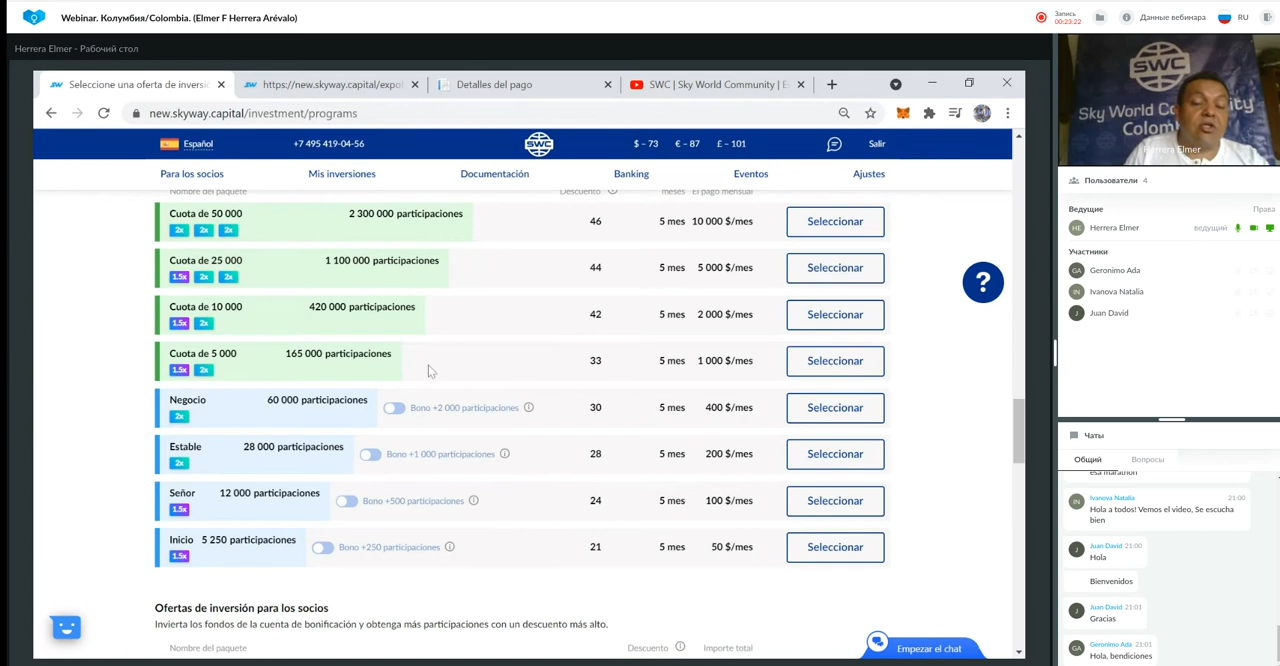 Webinar. Колумбия/Colombia. (Elmer F Herrera Arévalo)
Запись
00:23:22
Данные вебинара
RU
Herrera Elmer - Рабочий стол
Seleccione una oferta de inversió
https://new.skyway.capital/expor
Detalles del pago
SWC | Sky World Community | E
new.skyway.capital/investment/programs
Español
+7 495 419-04-56
SWC
$ – 73
€ – 87
£ – 101
Salir
Para los socios
Mis inversiones
Documentación
Banking
Eventos
Ajustes
Nombre del paquete
Descuento
meses
El pago mensual
Cuota de 50 000
2 300 000 participaciones
2x 2x 2x
46
5 mes
10 000 $/mes
Seleccionar
Cuota de 25 000
1 100 000 participaciones
1.5x 2x 2x
44
5 mes
5 000 $/mes
Seleccionar
Cuota de 10 000
420 000 participaciones
1.5x 2x
42
5 mes
2 000 $/mes
Seleccionar
Cuota de 5 000
165 000 participaciones
1.5x 2x
33
5 mes
1 000 $/mes
Seleccionar
Negocio
60 000 participaciones
2x
Bono +2 000 participaciones
30
5 mes
400 $/mes
Seleccionar
Estable
28 000 participaciones
2x
Bono +1 000 participaciones
28
5 mes
200 $/mes
Seleccionar
Señor
12 000 participaciones
1.5x
Bono +500 participaciones
24
5 mes
100 $/mes
Seleccionar
Inicio
5 250 participaciones
1.5x
Bono +250 participaciones
21
5 mes
50 $/mes
Seleccionar
?
Ofertas de inversión para los socios
Invierta los fondos de la cuenta de bonificación y obtenga más participaciones con un descuento más alto.
Nombre del paquete
Descuento
Importe total
Empezar el chat
SWC
Sky World Community
Herrera Elmer
Пользователи 4
Ведущие
Права
HE
Herrera Elmer
ведущий
Участники
GA
Geronimo Ada
IN
Ivanova Natalia
J
Juan David
Чаты
Общий
Вопросы
esa marathon
IN
Ivanova Natalia
21:00
Hola a todos! Vemos el video, Se escucha
bien
J
Juan David 21:00
Hola
Bienvenidos
J
Juan David 21:01
Gracias
GA
Geronimo Ada 21:01
Hola, bendiciones